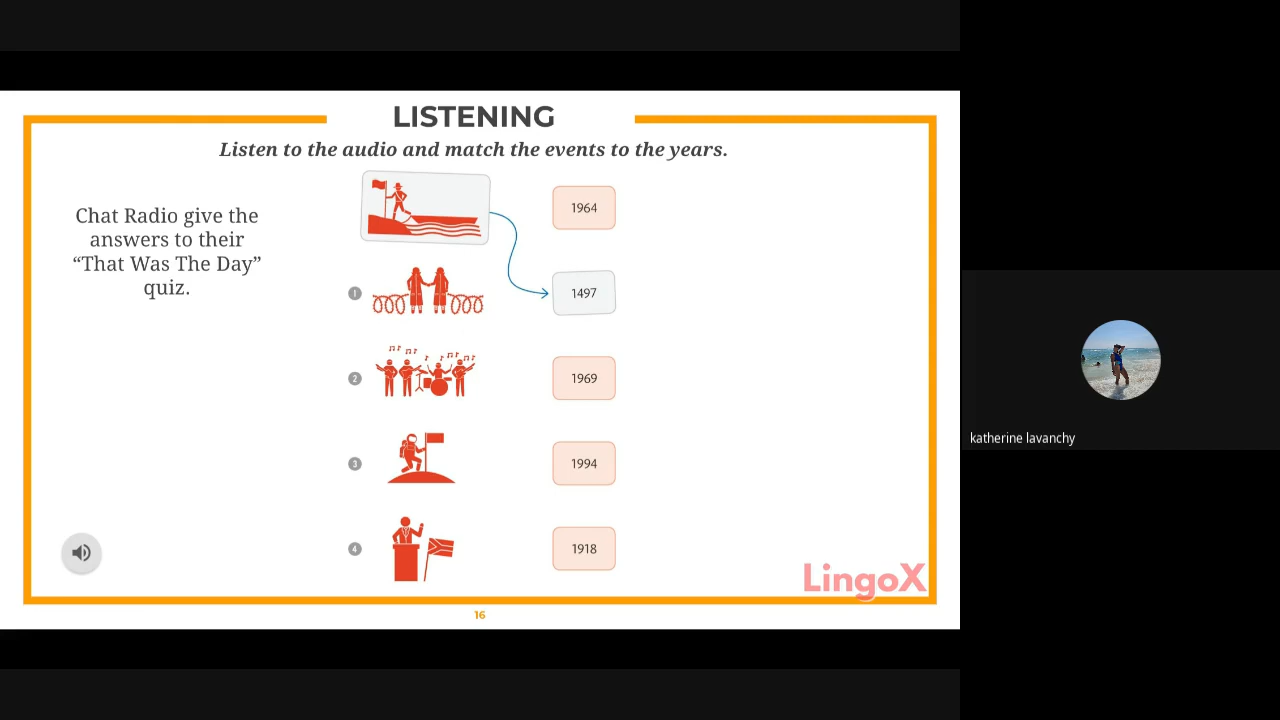 LISTENING
Listen to the audio and match the events to the years.
Chat Radio give the
answers to their
“That Was The Day”
quiz.
1964
1
1497
2
1969
3
1994
4
1918
LingoX
16
katherine lavanchy